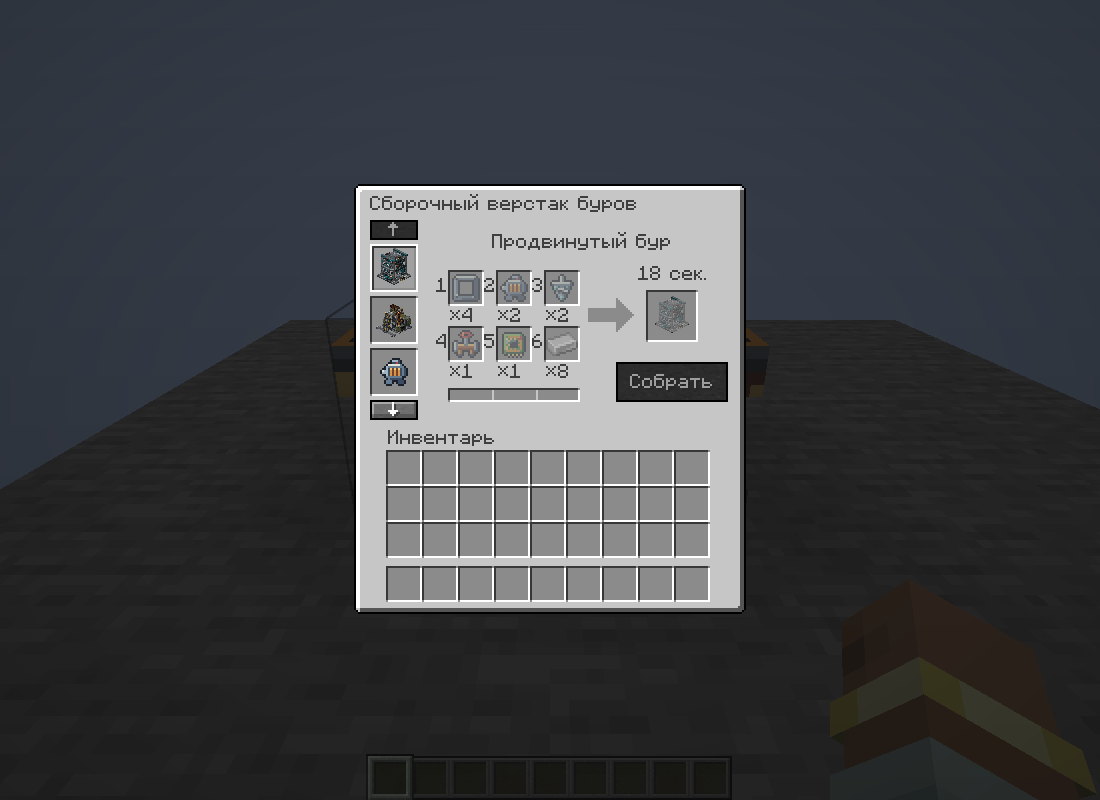 Сборочный верстак буров
Продвинутый бур
18 сек.
1 2 3
×4 ×2 ×2
4 5 6
×1 ×1 ×8
Собрать
Инвентарь